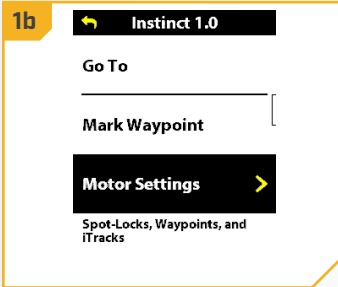 1b
Instinct 1.0
Go To
Mark Waypoint
Motor Settings
Spot-Locks, Waypoints, and
iTracks